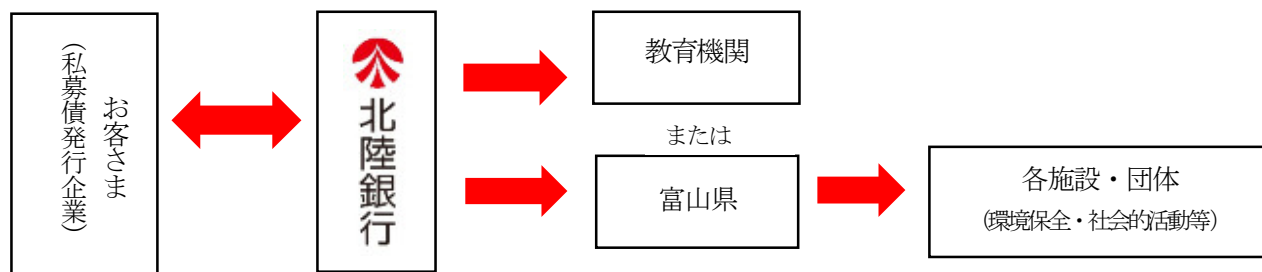 お客さま
（私募債発行企業）
北陸銀行
教育機関
または
富山県
各施設・団体
（環境保全・社会的活動等）